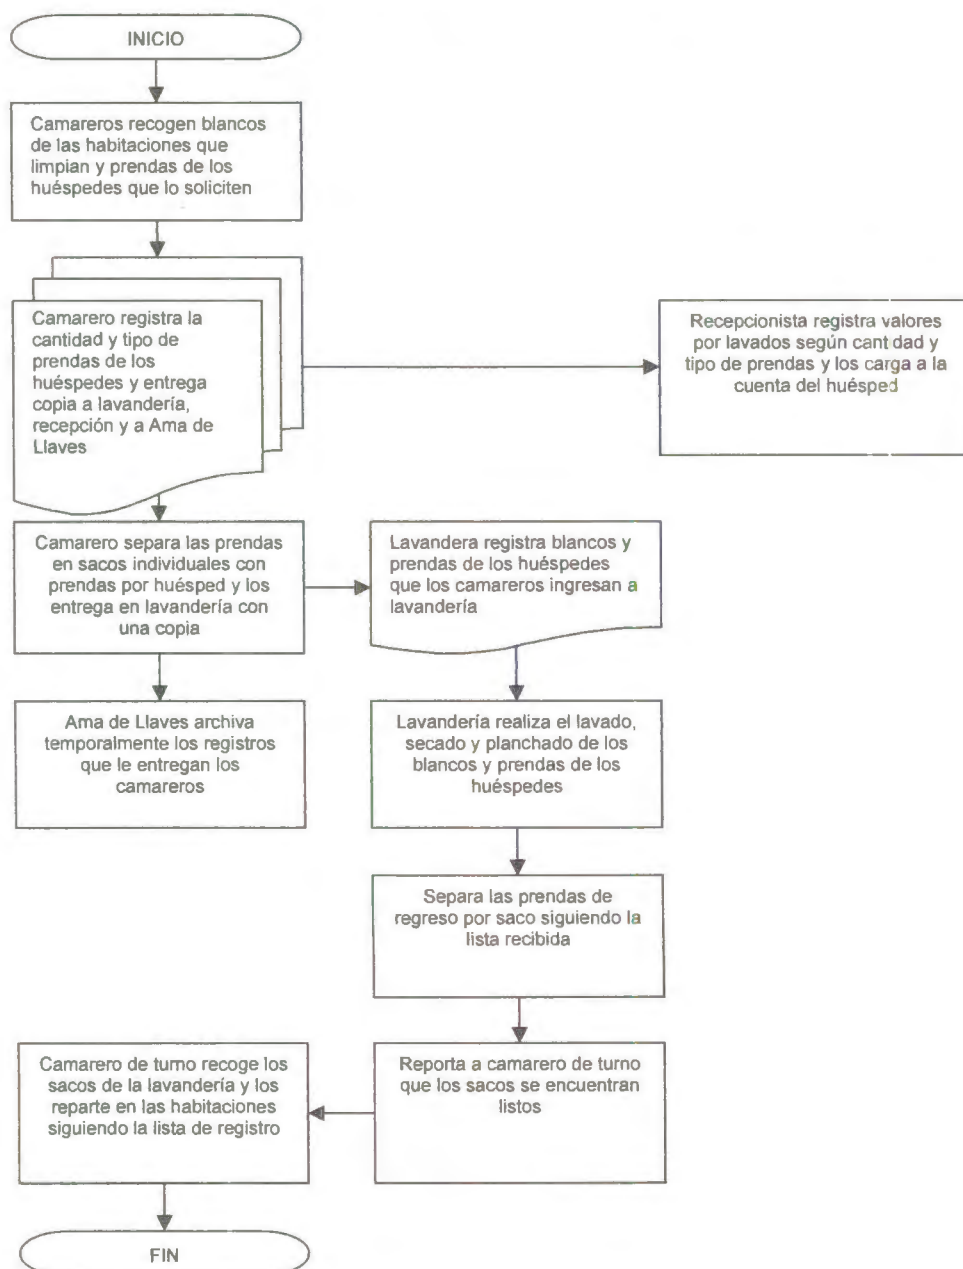 INICIO
Camareros recogen blancos
de las habitaciones que
limpian y prendas de los
huéspedes que lo soliciten
Camarero registra la
cantidad y tipo de
prendas de los
huéspedes y entrega
copia a lavandería,
recepción y a Ama de
Llaves
Recepcionista registra valores
por lavados según cantidad y
tipo de prendas y los carga a la
cuenta del huésped
Camarero separa las prendas
en sacos individuales con
prendas por huésped y los
entrega en lavandería con
una copia
Lavandera registra blancos y
prendas de los huéspedes
que los camareros ingresan a
lavandería
Ama de Llaves archiva
temporalmente los registros
que le entregan los
camareros
Lavandería realiza el lavado,
secado y planchado de los
blancos y prendas de los
huéspedes
Separa las prendas de
regreso por saco siguiendo la
lista recibida
Camarero de turno recoge los
sacos de la lavandería y los
reparte en las habitaciones
siguiendo la lista de registro
Reporta a camarero de turno
que los sacos se encuentran
listos
FIN